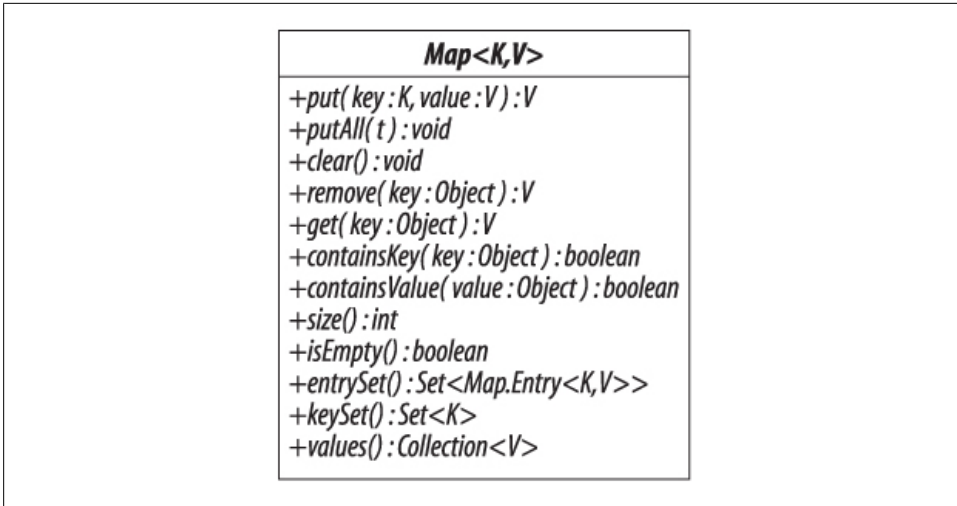 Map<K,V>
+put( key : K, value : V ) : V
+putAll( t ) : void
+clear() : void
+remove( key : Object ) : V
+get( key : Object ) : V
+containsKey( key : Object ) : boolean
+containsValue( value : Object ) : boolean
+size() : int
+isEmpty() : boolean
+entrySet() : Set<Map.Entry<K,V>>
+keySet() : Set<K>
+values() : Collection<V>